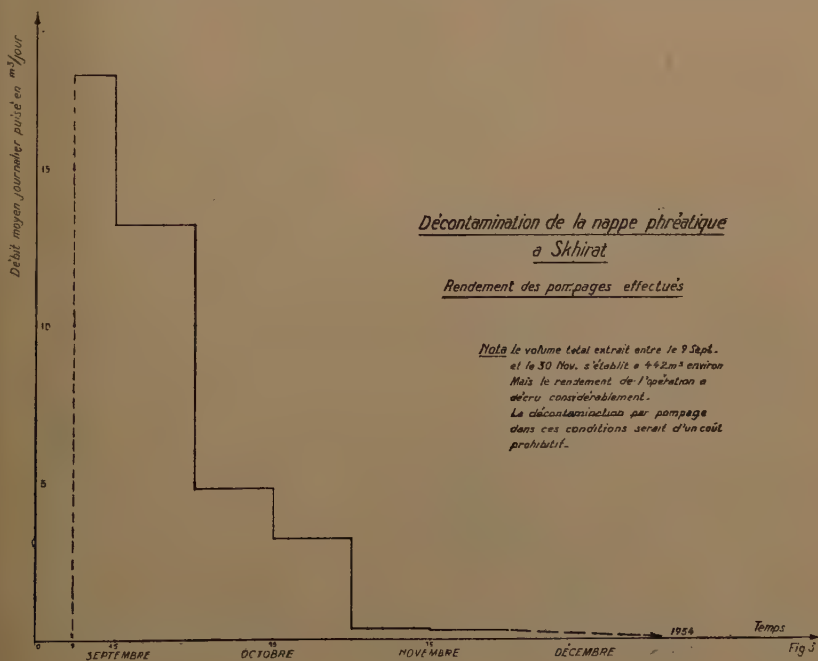 Débit moyen journalier puisé en m³/jour
15
10
5
Décontamination de la nappe phréatique
a Skhirat
Rendement des pompages effectués
Nota le volume total extrait entre le 9 Sept.
et le 30 Nov. s'établit a 442m³ environ
Mais le rendement de l'opération a
décru considérablement.
La décontamination par pompage
dans ces conditions serait d'un coût
prohibitif.
1954
Temps
0
9
15
15
15
SEPTEMBRE
OCTOBRE
NOVEMBRE
DÉCEMBRE
Fig 3